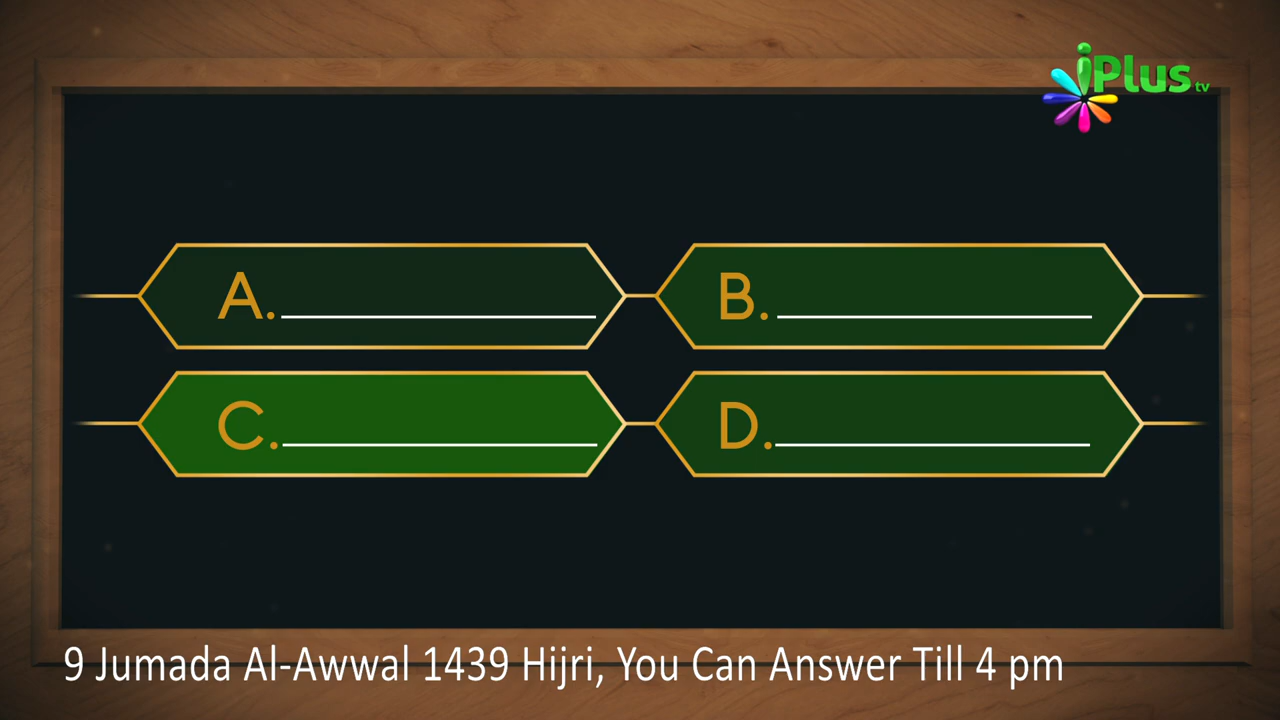 iPlus tv
A.
B.
C.
D.
9 Jumada Al-Awwal 1439 Hijri, You Can Answer Till 4 pm